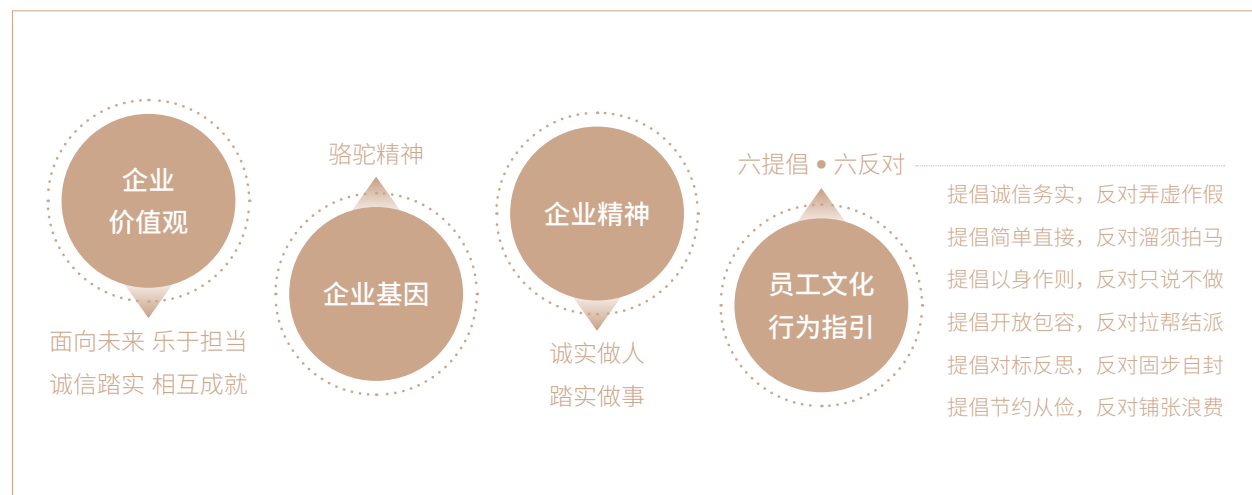 企业
价值观
面向未来 乐于担当
诚信踏实 相互成就
骆驼精神
企业基因
企业精神
诚实做人
踏实做事
六提倡 • 六反对
员工文化
行为指引
提倡诚信务实，反对弄虚作假
提倡简单直接，反对溜须拍马
提倡以身作则，反对只说不做
提倡开放包容，反对拉帮结派
提倡对标反思，反对固步自封
提倡节约从俭，反对铺张浪费